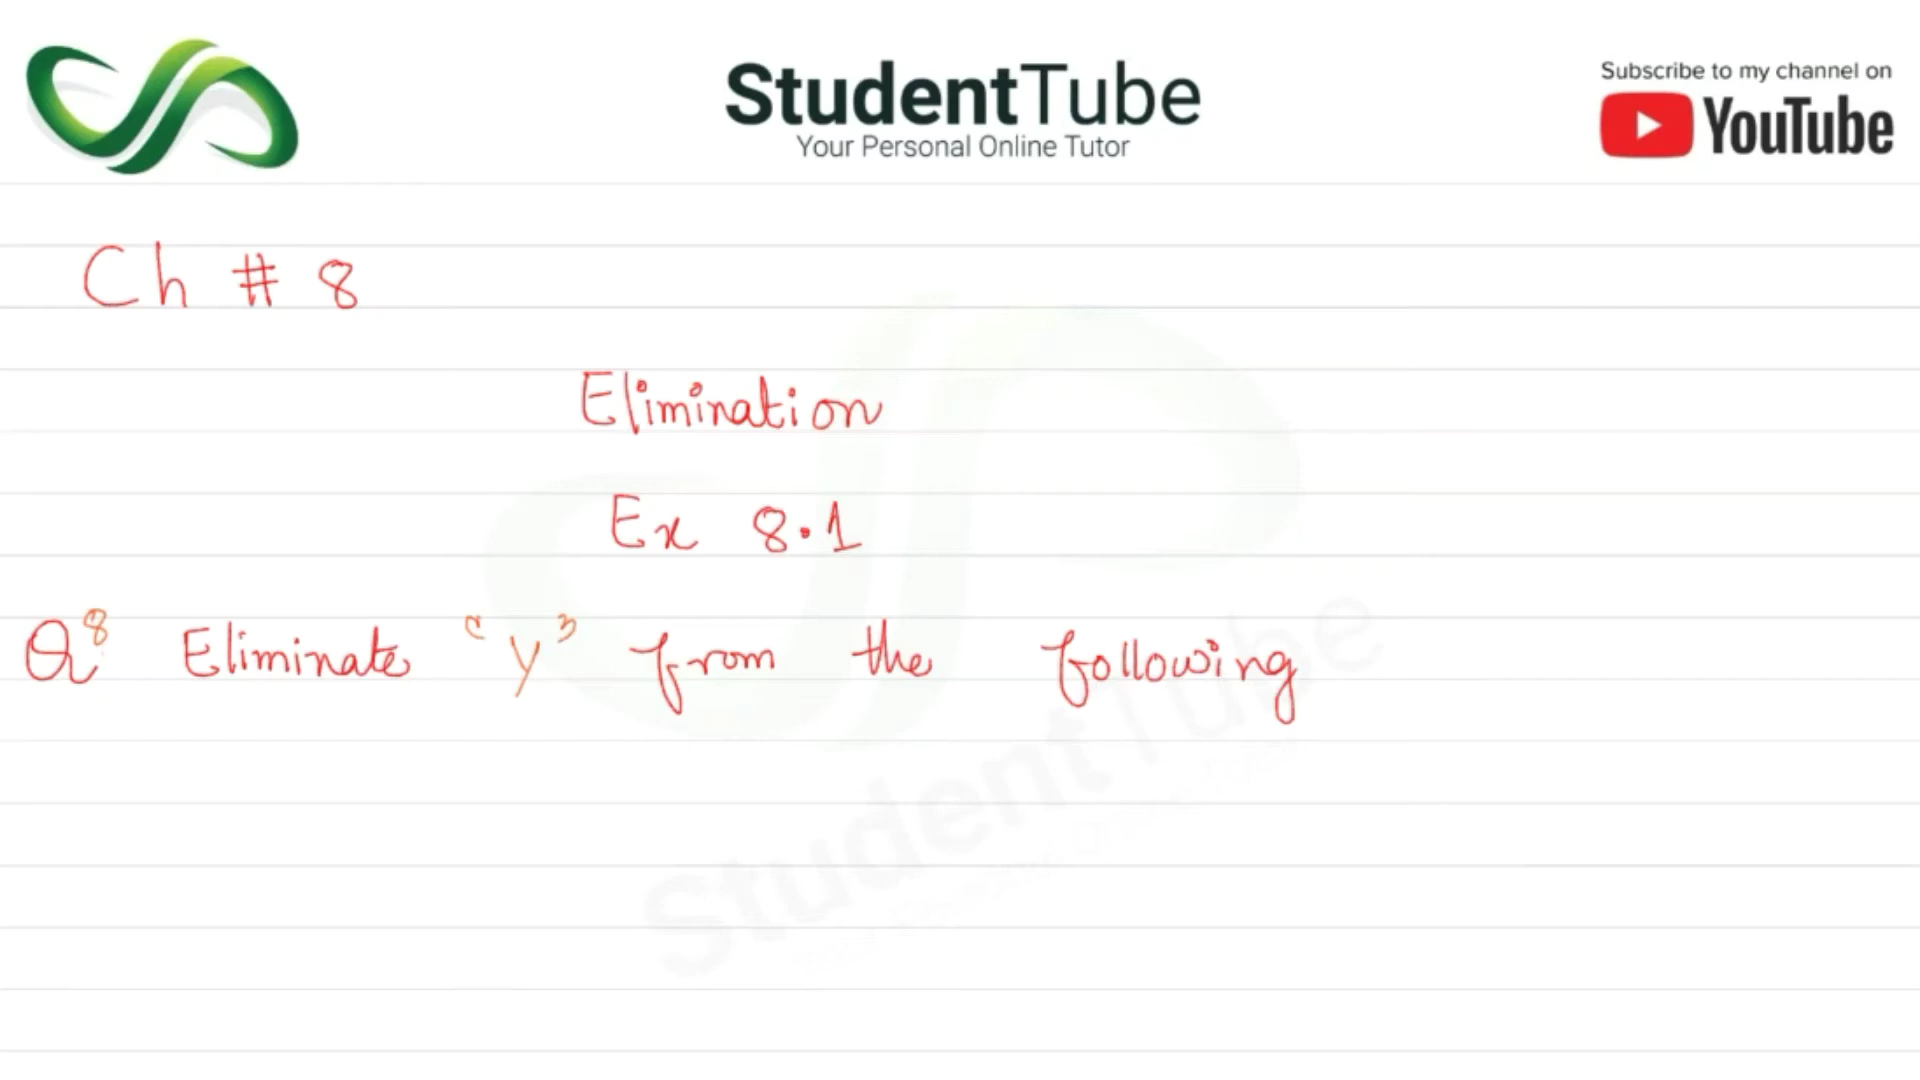 StudentTube
Your Personal Online Tutor
Subscribe to my channel on
YouTube
Ch # 8
Elimination
Ex 8.1
Q8 Eliminate "y" from the following
StudentTube